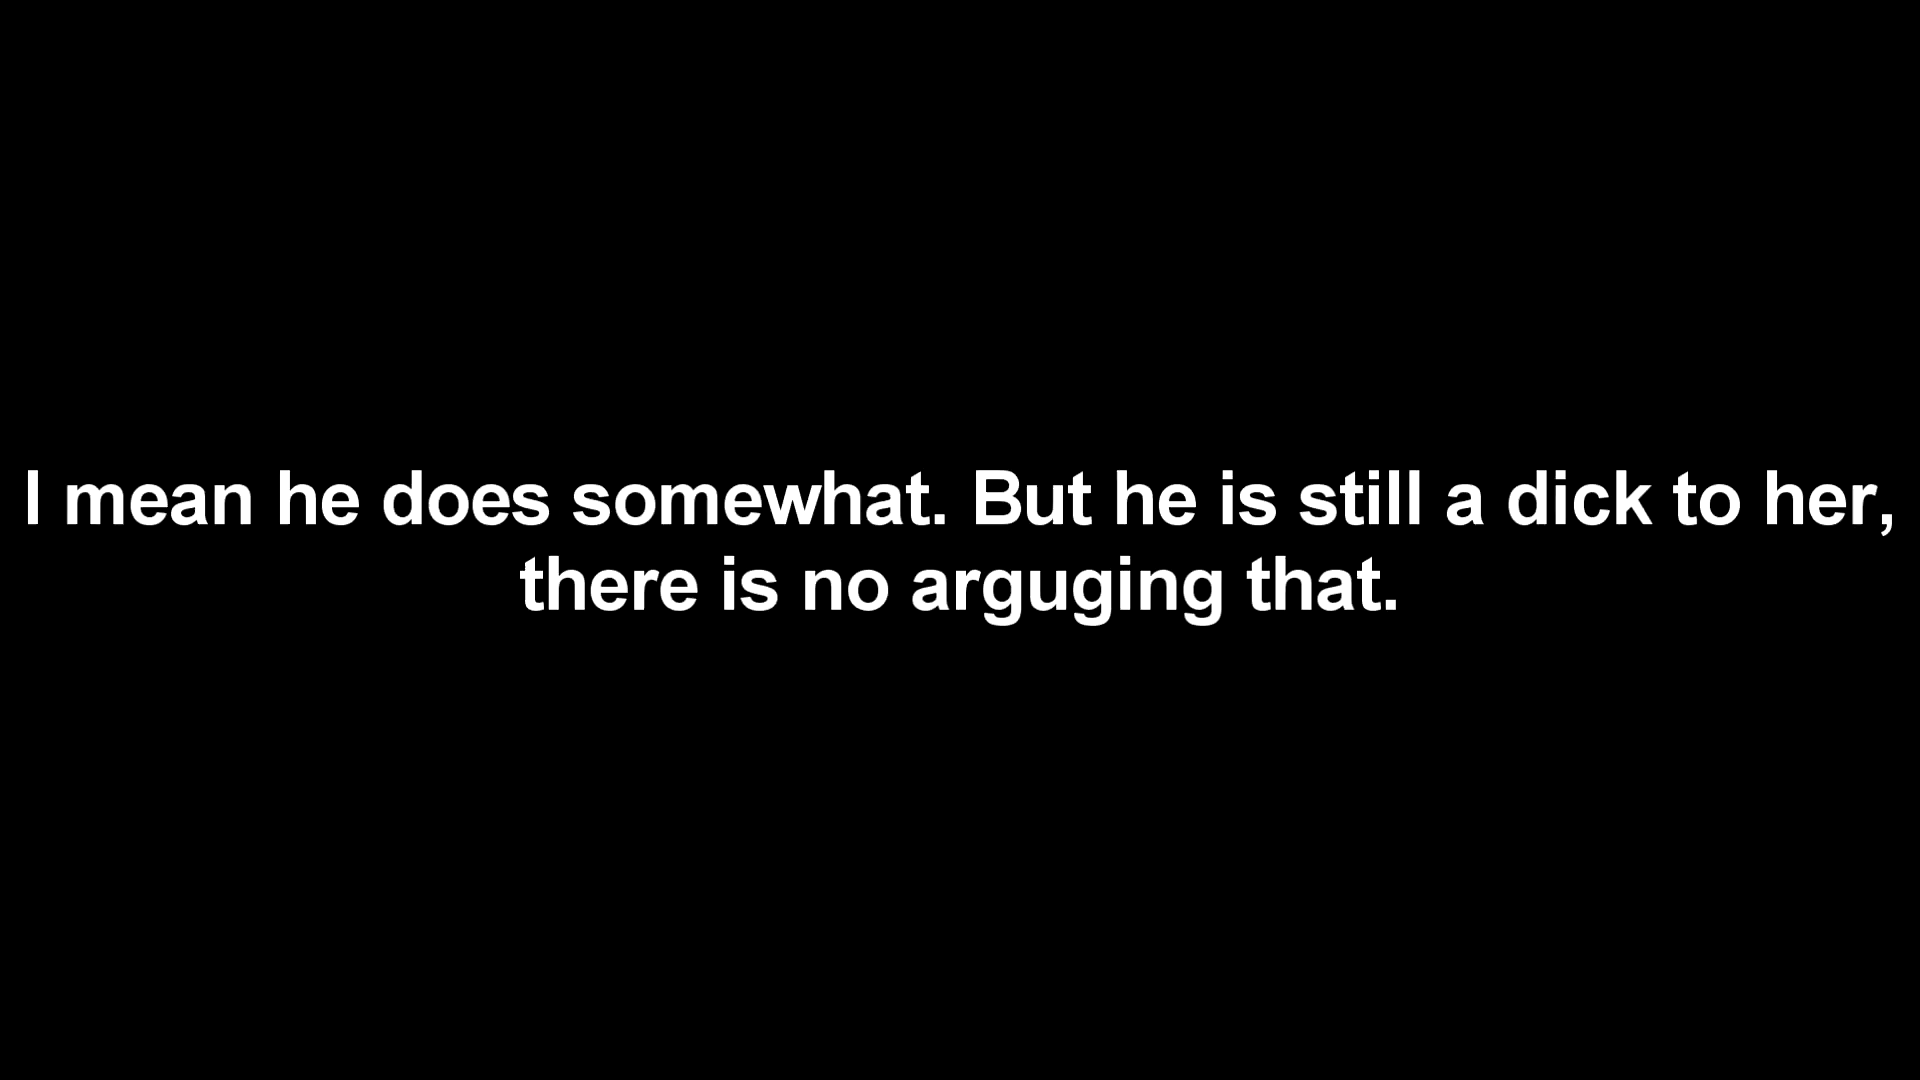 I mean he does somewhat. But he is still a dick to her,
there is no arguging that.